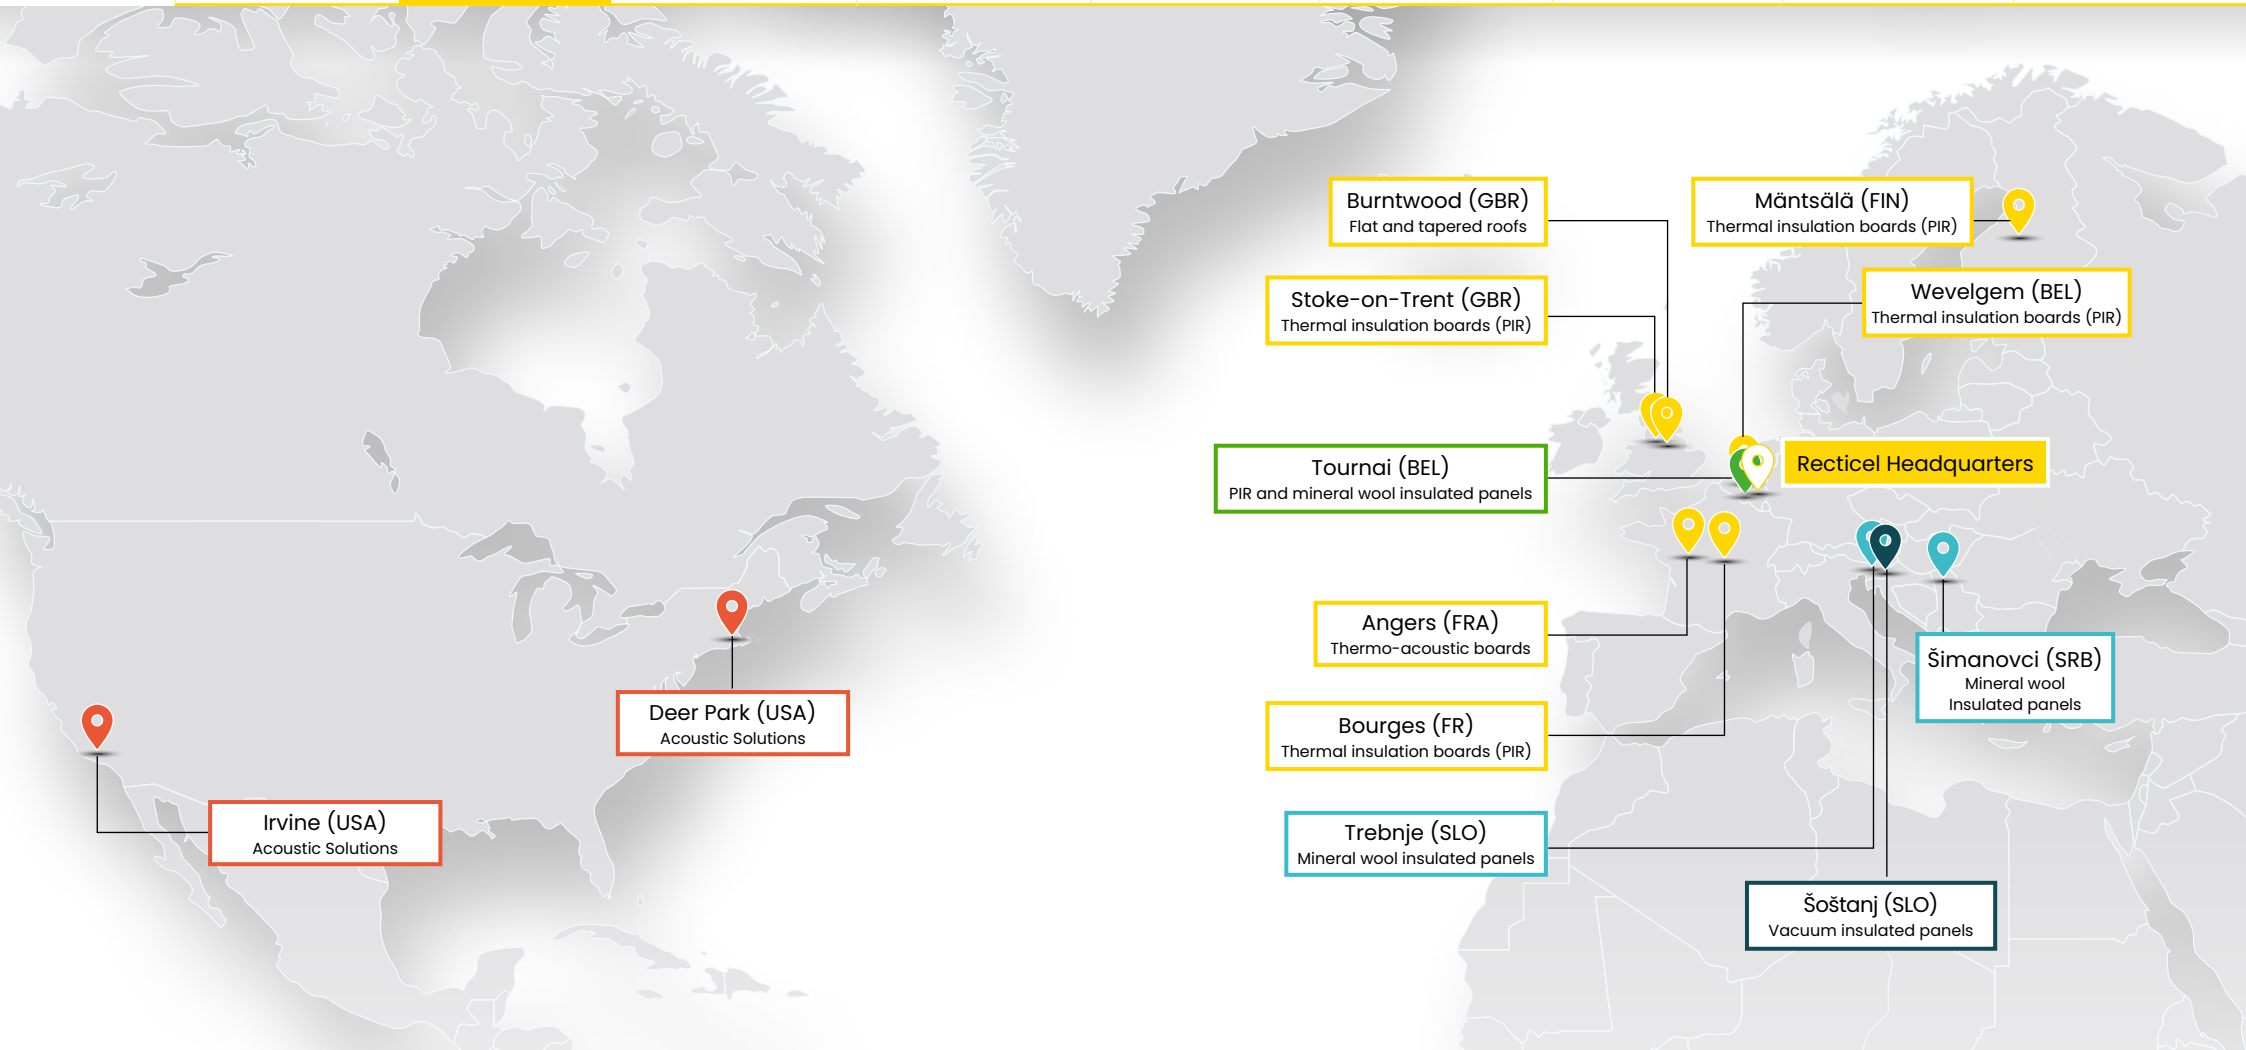 Burntwood (GBR)
Flat and tapered roofs
Mäntsälä (FIN)
Thermal insulation boards (PIR)
Stoke-on-Trent (GBR)
Thermal insulation boards (PIR)
Wevelgem (BEL)
Thermal insulation boards (PIR)
Tournai (BEL)
PIR and mineral wool insulated panels
Recticel Headquarters
Angers (FRA)
Thermo-acoustic boards
Šimanovci (SRB)
Mineral wool
Insulated panels
Deer Park (USA)
Acoustic Solutions
Bourges (FR)
Thermal insulation boards (PIR)
Irvine (USA)
Acoustic Solutions
Trebnje (SLO)
Mineral wool insulated panels
Šoštanj (SLO)
Vacuum insulated panels